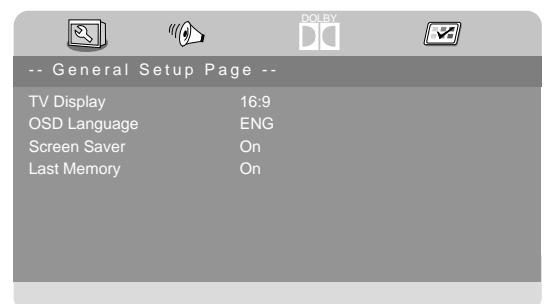 DOLBY
-- General Setup Page --
TV Display 16:9
OSD Language ENG
Screen Saver On
Last Memory On